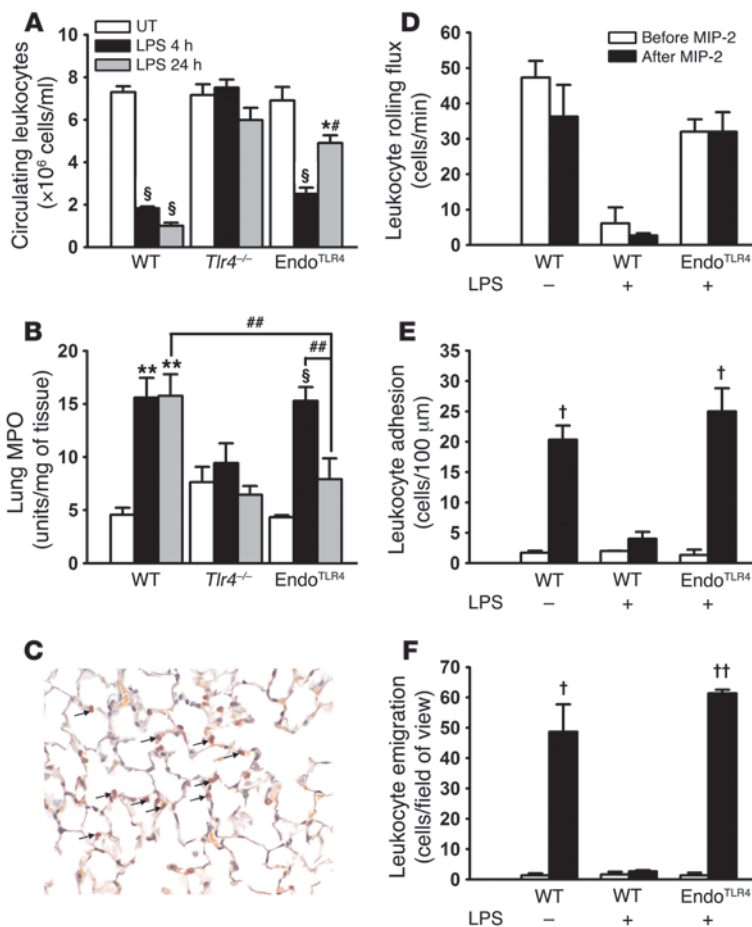 A
UT
LPS 4 h
LPS 24 h
Circulating leukocytes
(×10⁶ cells/ml)
10
8
6
4
2
0
§
§
§
*#
WT
Tlr4–/–
EndoTLR4
B
Lung MPO
(units/mg of tissue)
20
15
10
5
0
##
##
**
**
§
WT
Tlr4–/–
EndoTLR4
C
D
Before MIP-2
After MIP-2
Leukocyte rolling flux
(cells/min)
60
50
40
30
20
10
0
WT
WT
EndoTLR4
LPS
–
+
+
E
Leukocyte adhesion
(cells/100 μm)
35
30
25
20
15
10
5
0
†
†
WT
WT
EndoTLR4
LPS
–
+
+
F
Leukocyte emigration
(cells/field of view)
70
60
50
40
30
20
10
0
†
††
WT
WT
EndoTLR4
LPS
–
+
+